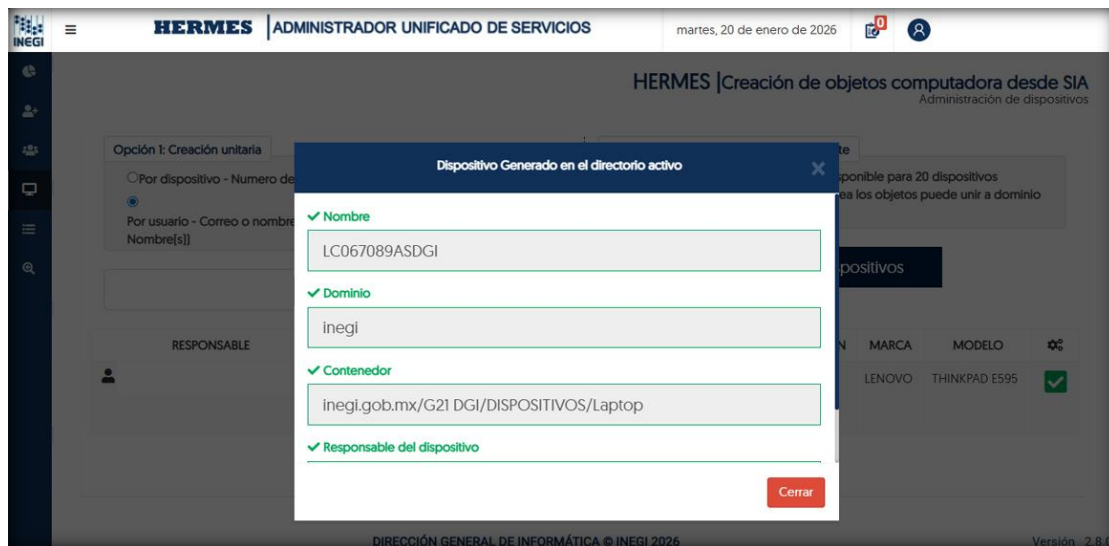 INEGI
HERMES |ADMINISTRADOR UNIFICADO DE SERVICIOS
martes, 20 de enero de 2026
0
HERMES |Creación de objetos computadora desde SIA
Administración de dispositivos
Opción 1: Creación unitaria
te
Por dispositivo - Numero de
Por usuario - Correo o nombre
Nombre[s]]
ponible para 20 dispositivos
ea los objetos puede unir a dominio
positivos
Dispositivo Generado en el directorio activo
Nombre
LC067089ASDGI
Dominio
inegi
Contenedor
inegi.gob.mx/G21 DGI/DISPOSITIVOS/Laptop
Responsable del dispositivo
Cerrar
RESPONSABLE
N MARCA MODELO
LENOVO THINKPAD E595
DIRECCIÓN GENERAL DE INFORMÁTICA © INEGI 2026
Versión 2.8.